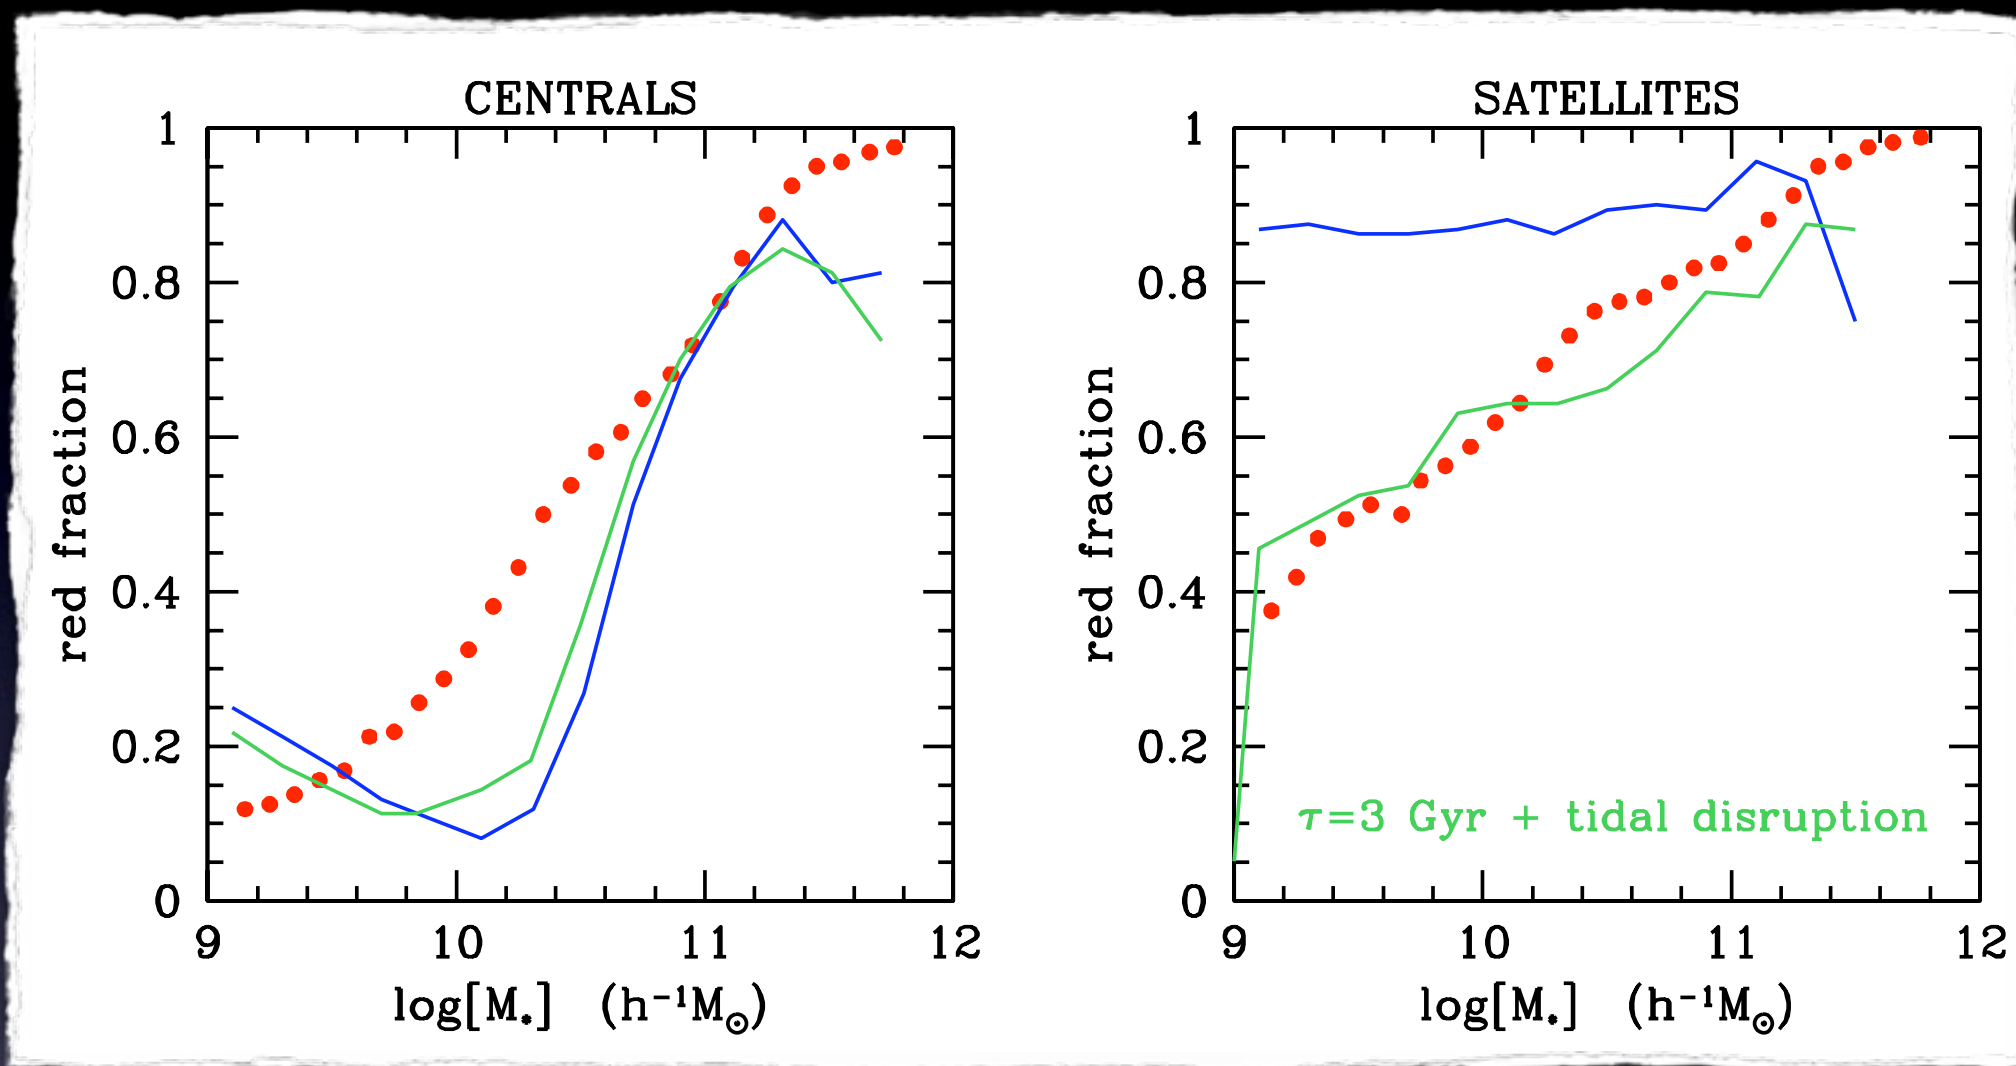 CENTRALS
1
0.8
0.6
0.4
0.2
0
red fraction
9 10 11 12
log[M*] (h⁻¹M⊙)
SATELLITES
1
0.8
0.6
0.4
0.2
0
red fraction
τ=3 Gyr + tidal disruption
9 10 11 12
log[M*] (h⁻¹M⊙)